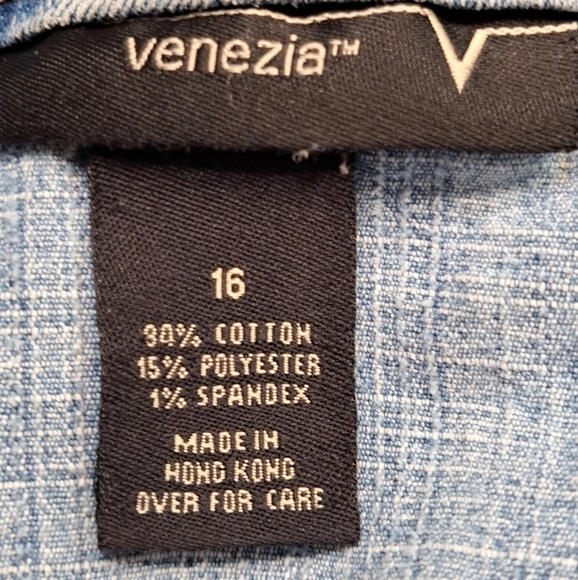 venezia™
16
84% COTTON
15% POLYESTER
1% SPANDEX
MADE IN
HONG KONG
OVER FOR CARE